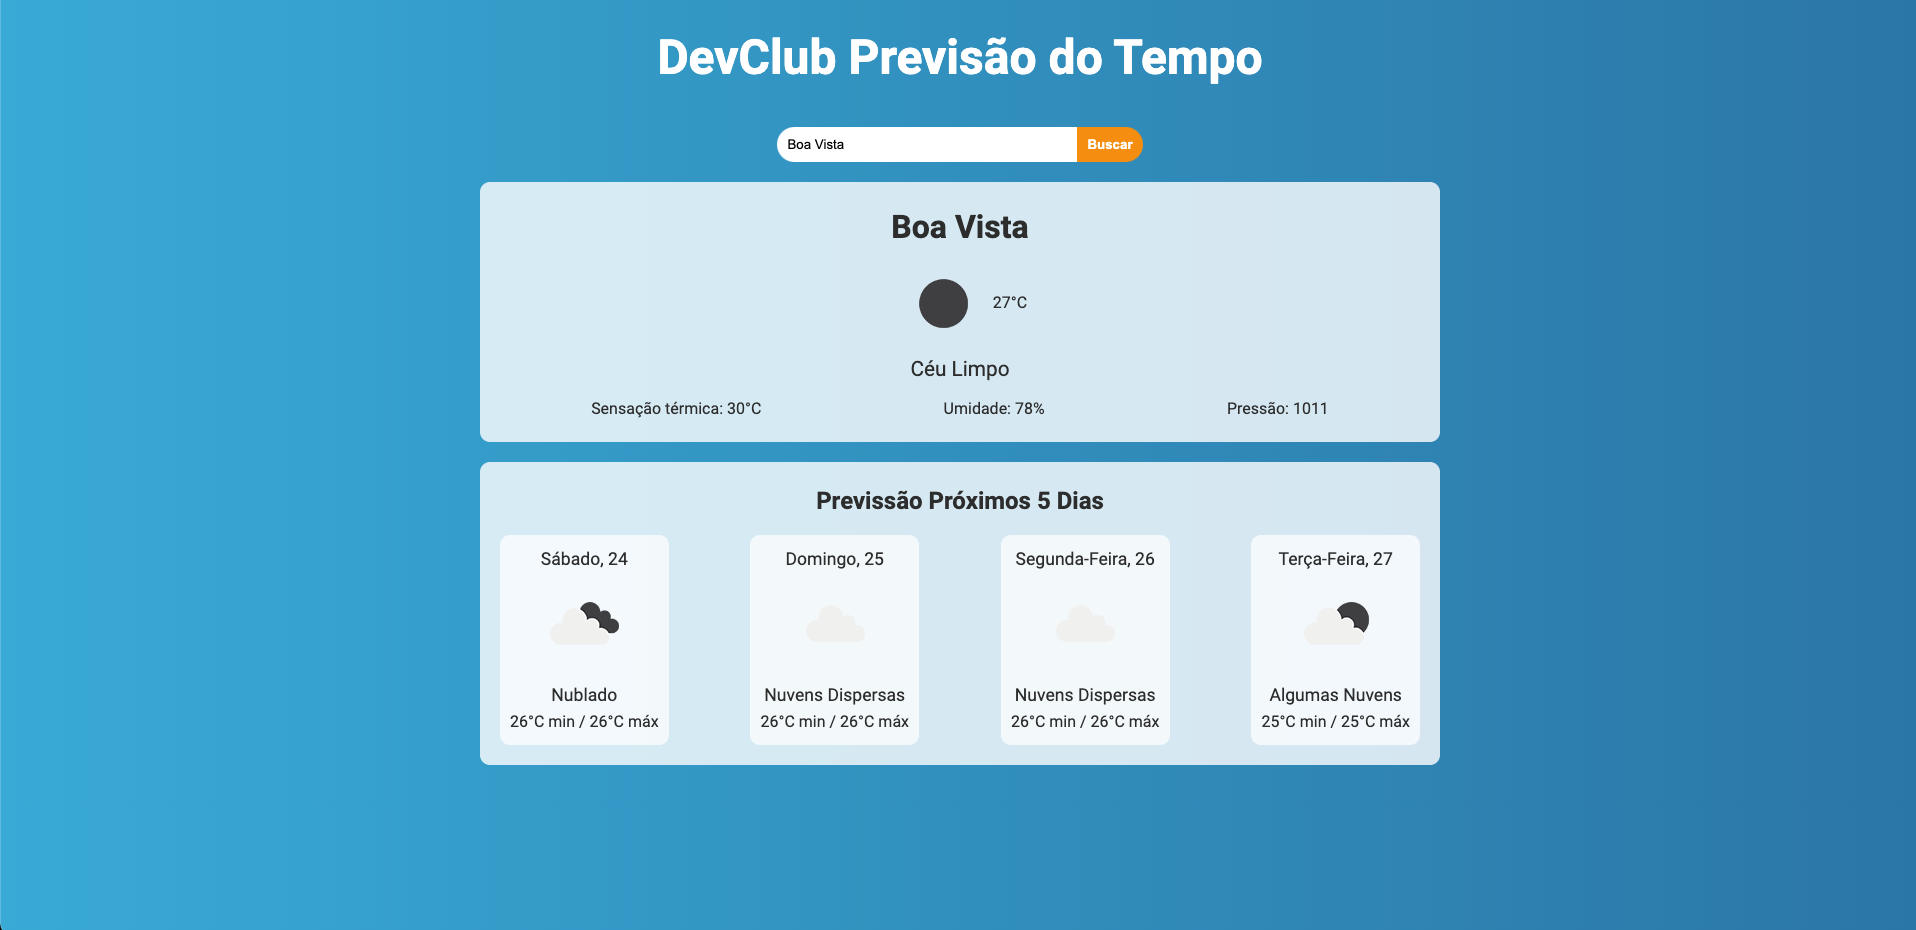 DevClub Previsão do Tempo
Boa Vista
Buscar
Boa Vista
27°C
Céu Limpo
Sensação térmica: 30°C
Umidade: 78%
Pressão: 1011
Previssão Próximos 5 Dias
Sábado, 24
Nublado
26°C min / 26°C máx
Domingo, 25
Nuvens Dispersas
26°C min / 26°C máx
Segunda-Feira, 26
Nuvens Dispersas
26°C min / 26°C máx
Terça-Feira, 27
Algumas Nuvens
25°C min / 25°C máx